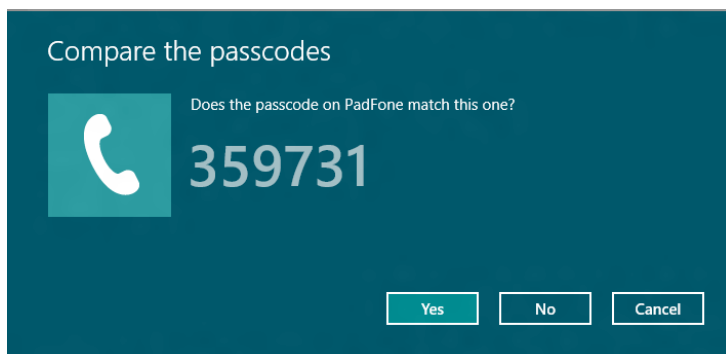 Compare the passcodes
Does the passcode on PadFone match this one?
359731
Yes No Cancel